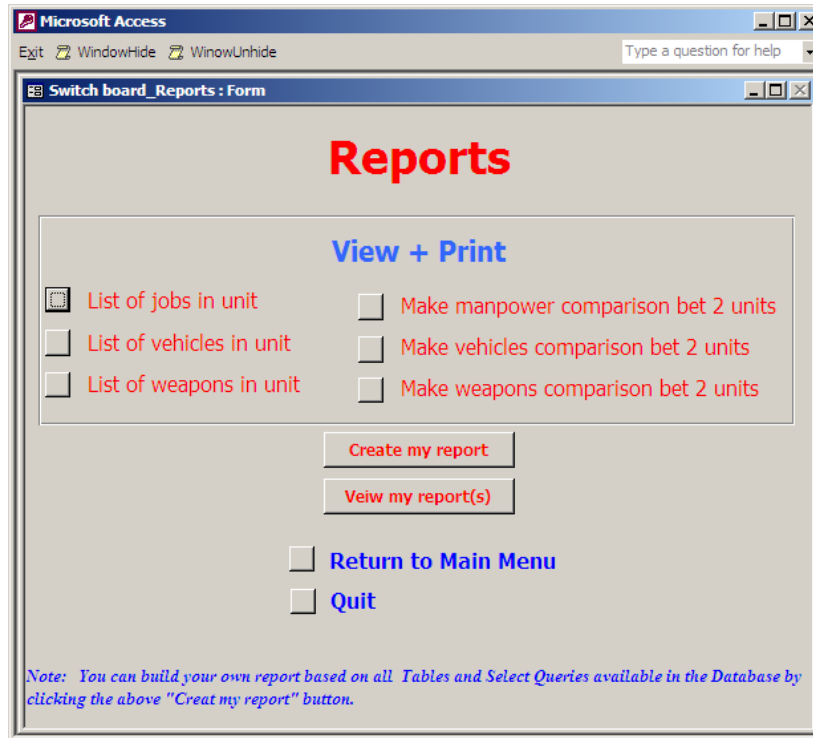 Microsoft Access
Exit WindowHide WinowUnhide Type a question for help
Switch board_Reports : Form
Reports
View + Print
List of jobs in unit
List of vehicles in unit
List of weapons in unit
Make manpower comparison bet 2 units
Make vehicles comparison bet 2 units
Make weapons comparison bet 2 units
Create my report
Veiw my report(s)
Return to Main Menu
Quit
Note: You can build your own report based on all Tables and Select Queries available in the Database by
clicking the above "Creat my report" button.